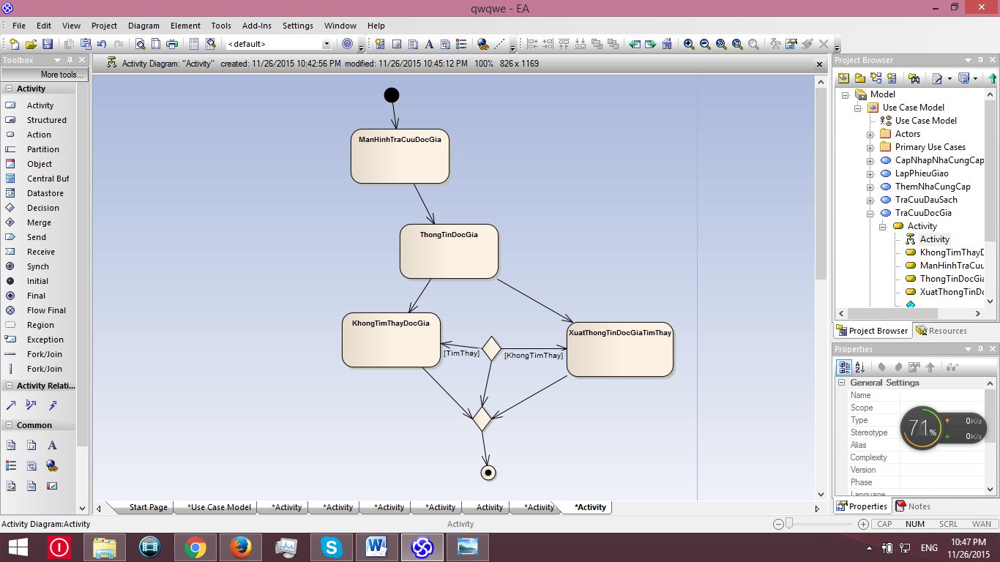 qwqwe - EA
File Edit View Project Diagram Element Tools Add-Ins Settings Window Help
<default>
Toolbox
More tools...
Activity
Activity
Structured
Action
Partition
Object
Central Buf
Datastore
Decision
Merge
Send
Receive
Synch
Initial
Final
Flow Final
Region
Exception
Fork/Join
Fork/Join
Activity Relati...
Common
Activity Diagram: "Activity" created: 11/26/2015 10:42:56 PM modified: 11/26/2015 10:45:12 PM 100% 826 x 1169
ManHinhTraCuuDocGia
ThongTinDocGia
KhongTimThayDocGia
XuatThongTinDocGiaTimThay
[TimThay]
[KhongTimThay]
Start Page *Use Case Model *Activity *Activity *Activity *Activity Activity *Activity *Activity
Project Browser
Model
Use Case Model
Use Case Model
Actors
Primary Use Cases
CapNhapNhaCungCap
LapPhieuGiao
ThemNhaCungCap
TraCuuDauSach
TraCuuDocGia
Activity
Activity
KhongTimThayD
ManHinhTraCuu
ThongTinDocGia
XuatThongTinDo
Project Browser Resources
Properties
General Settings
Name
Scope
Type
Stereotype
Alias
Complexity
Version
Phase
Language
71%
0K/s
0K/s
Properties Notes
Activity Diagram:Activity Activity CAP NUM SCRL WAN
ENG
10:47 PM
11/26/2015